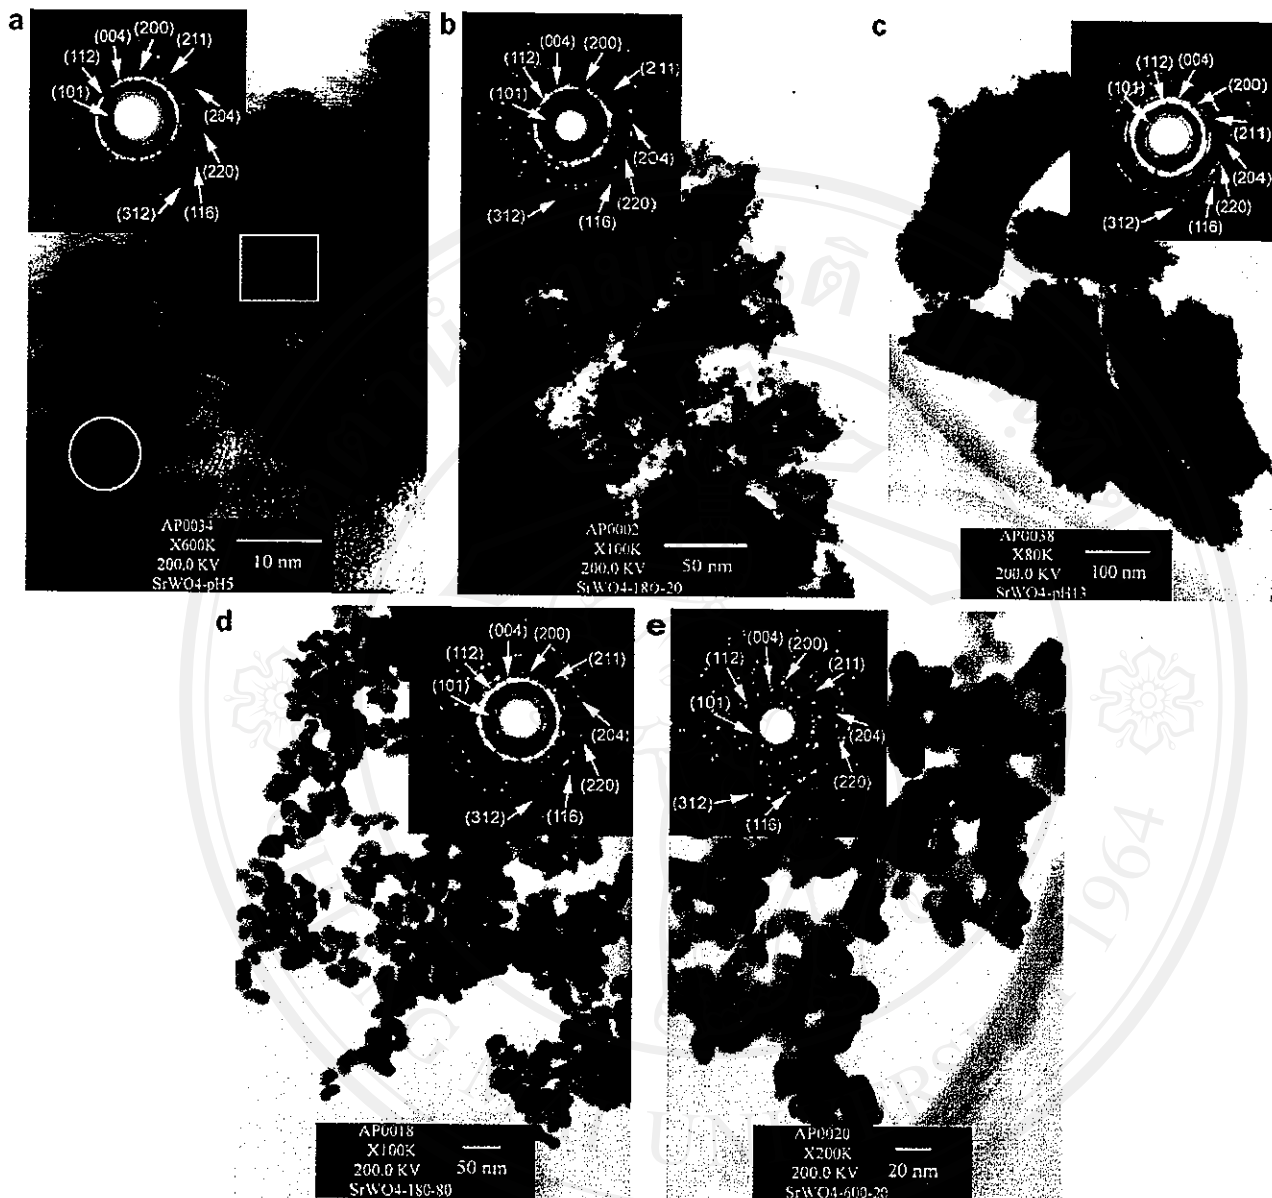 a
(004)
(200)
(211)
(112)
(101)
(204)
(220)
(116)
(312)
AP0034
X600K
200.0 KV
SrWO4-pH5
10 nm
b
(004)
(200)
(112)
(211)
(101)
(204)
(220)
(116)
(312)
AP0002
X100K
200.0 KV
SrWO4-180-20
50 nm
c
(112)
(004)
(101)
(200)
(211)
(204)
(220)
(116)
(312)
AP0038
X80K
200.0 KV
SrWO4-pH13
100 nm
d
(004)
(200)
(112)
(211)
(101)
(204)
(220)
(116)
(312)
AP0018
X100K
200.0 KV
SrWO4-180-80
50 nm
e
(004)
(200)
(112)
(211)
(101)
(204)
(220)
(312)
(116)
AP0020
X200K
200.0 KV
SrWO4-600-20
20 nm
1964